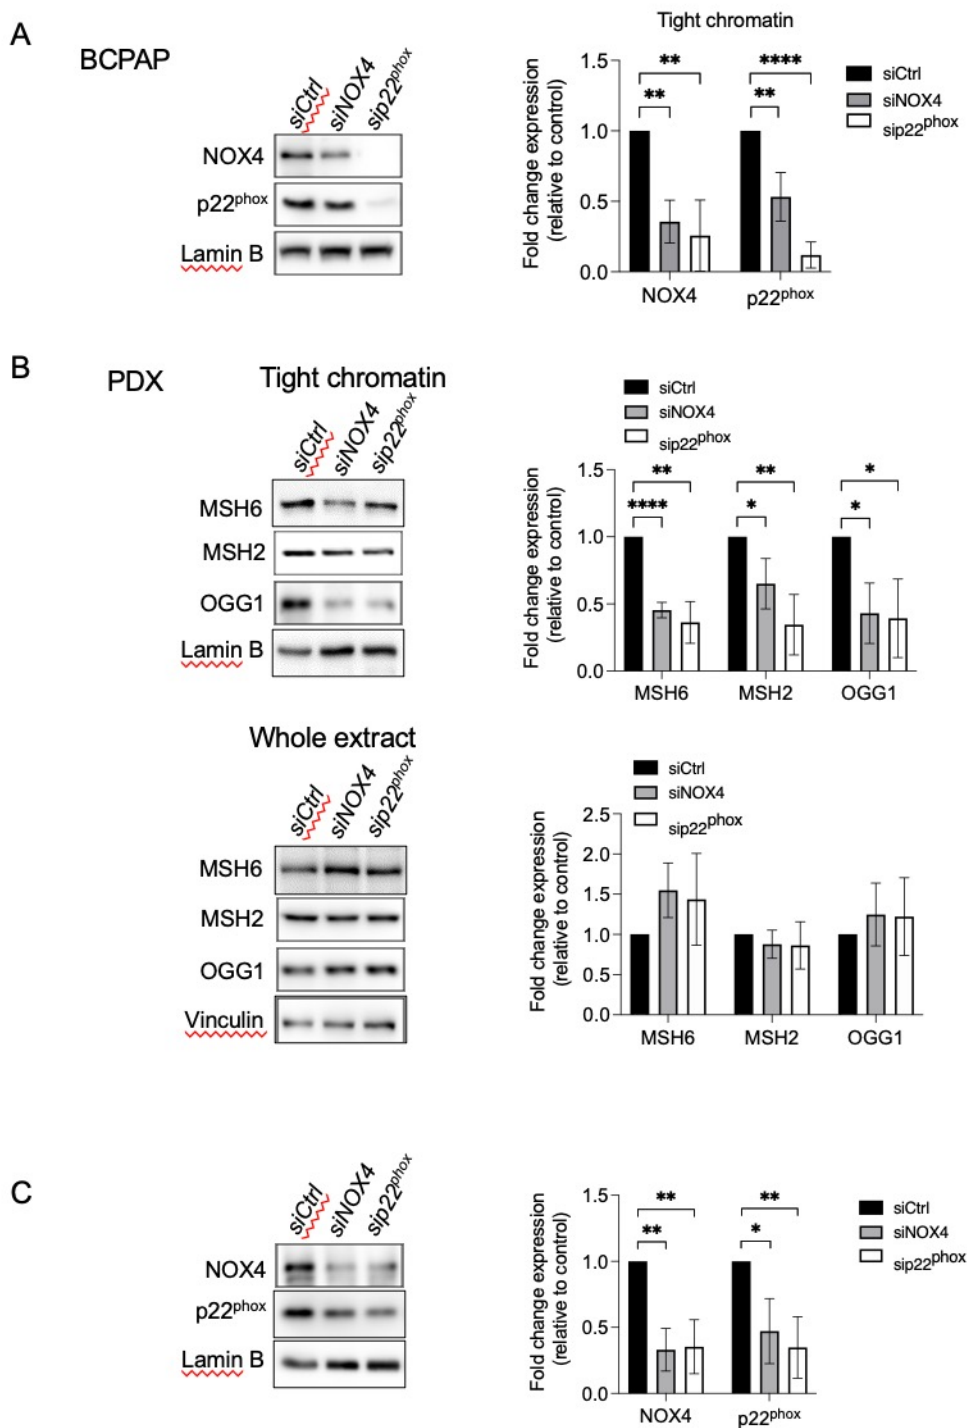 A
BCPAP
siCtrl
siNOX4
sip22phox
NOX4
p22phox
Lamin B
Tight chromatin
Fold change expression
(relative to control)
1.5
1.0
0.5
0.0
**
**
****
**
NOX4
p22phox
siCtrl
siNOX4
sip22phox
B
PDX
Tight chromatin
siCtrl
siNOX4
sip22phox
MSH6
MSH2
OGG1
Lamin B
siCtrl
siNOX4
sip22phox
Fold change expression
(relative to control)
1.5
1.0
0.5
0.0
**
****
**
*
*
*
MSH6
MSH2
OGG1
Whole extract
siCtrl
siNOX4
sip22phox
MSH6
MSH2
OGG1
Vinculin
siCtrl
siNOX4
sip22phox
Fold change expression
(relative to control)
2.5
2.0
1.5
1.0
0.5
0.0
MSH6
MSH2
OGG1
C
siCtrl
siNOX4
sip22phox
NOX4
p22phox
Lamin B
Fold change expression
(relative to control)
1.5
1.0
0.5
0.0
**
**
**
*
NOX4
p22phox
siCtrl
siNOX4
sip22phox